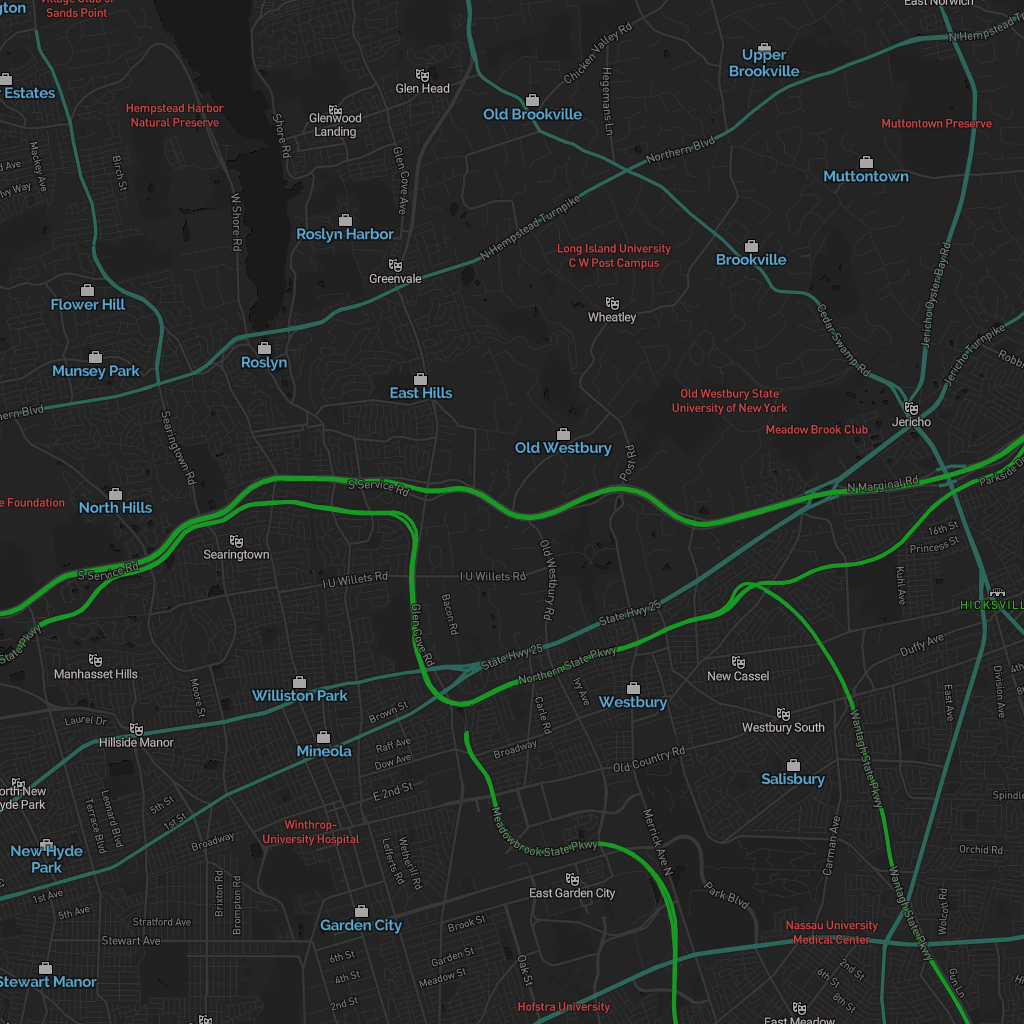 Sands Point
East Norwich
N Hempstead
Upper
Brookville
Chicken Valley Rd
Glen Head
Hegemans Ln
Estates
Old Brookville
Hempstead Harbor
Natural Preserve
Glenwood
Landing
Shore Rd
Muttontown Preserve
Mackey Ave
Birch St
Glen Cove Ave
Northern Blvd
Muttontown
W Shore Rd
Roslyn Harbor
N Hempstead Turnpike
Long Island University
C W Post Campus
Brookville
Greenvale
Jericho Oyster Bay Rd
Flower Hill
Wheatley
Cedar Swamp Rd
Jericho Turnpike
Munsey Park
Roslyn
East Hills
Old Westbury State
University of New York
Jericho
Searingtown Rd
Meadow Brook Club
Old Westbury
Post Rd
S Service Rd
N Marginal Rd
North Hills
16th St
Princess St
Searingtown
S Service Rd
I U Willets Rd
I U Willets Rd
Old Westbury Rd
Kuhl Ave
Glen Cove Rd
Bacon Rd
State Hwy 25
HICKSVILL
State Pkwy
State Hwy 25
Duffy Ave
Manhasset Hills
Northern State Pkwy
New Cassel
Division Ave
Moore St
Williston Park
Ivy Ave
Westbury
East Ave
Laurel Dr
Brown St
Carle Rd
Westbury South
Hillside Manor
Raff Ave
Mineola
Broadway
Wantagh State Pkwy
Dow Ave
Old Country Rd
Salisbury
E 2nd St
Leonard Blvd
Terrace Blvd
5th St
1st St
Meadowbrook State Pkwy
Merrick Ave N
Winthrop-
University Hospital
Broadway
New Hyde
Park
Wetherill Rd
Lefferts Rd
Carman Ave
Orchid Rd
1st Ave
East Garden City
Park Blvd
Wantagh State Pkwy
5th Ave
Brixton Rd
Brompton Rd
Wolcott Rd
Stratford Ave
Garden City
Brook St
Nassau University
Medical Center
Stewart Ave
6th St
Garden St
Oak St
2nd St
Stewart Manor
4th St
Meadow St
6th St
Gun Ln
2nd St
8th St
Hofstra University
East Meadow